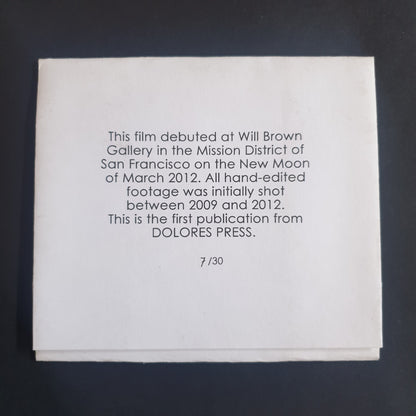 This film debuted at Will Brown
Gallery in the Mission District of
San Francisco on the New Moon
of March 2012. All hand-edited
footage was initially shot
between 2009 and 2012.
This is the first publication from
DOLORES PRESS.
7/30